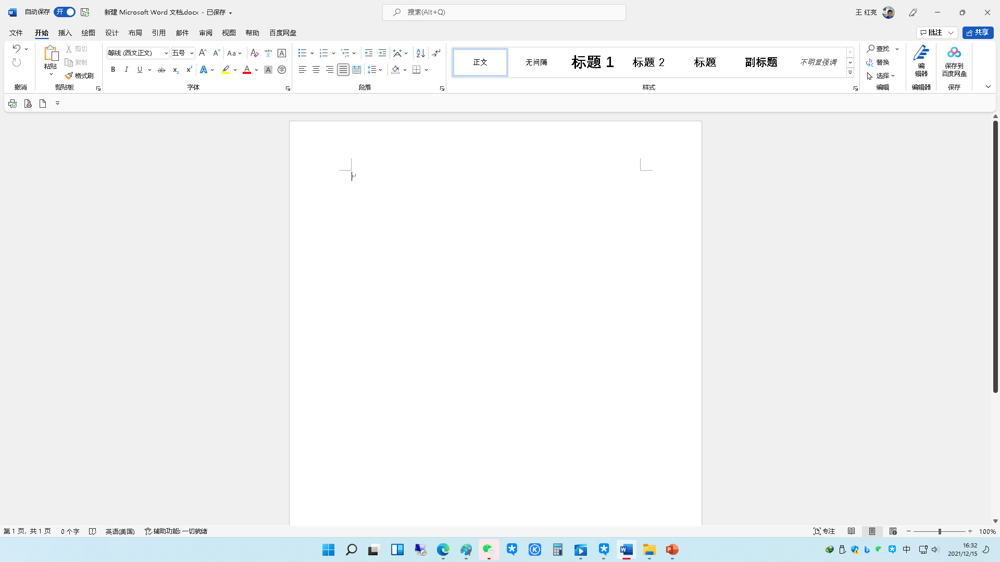 自动保存 开 新建 Microsoft Word 文档.docx - 已保存
搜索(Alt+Q)
王 红亮
文件 开始 插入 绘图 设计 布局 引用 邮件 审阅 视图 帮助 百度网盘
批注 共享
粘贴 剪切 复制 格式刷
等线 (西文正文) 五号 Aa wén 文 A
B I U ab x₂ x² A A A 字
正文 无间隔 标题 1 标题 2 标题 副标题 不明显强调
查找 替换 选择
编辑器
保存到百度网盘
撤消 剪贴板 字体 段落 样式 编辑 编辑器 保存
第 1 页, 共 1 页 0 个字 英语(美国) 辅助功能: 一切就绪
专注 100%
中
16:32
2021/12/15